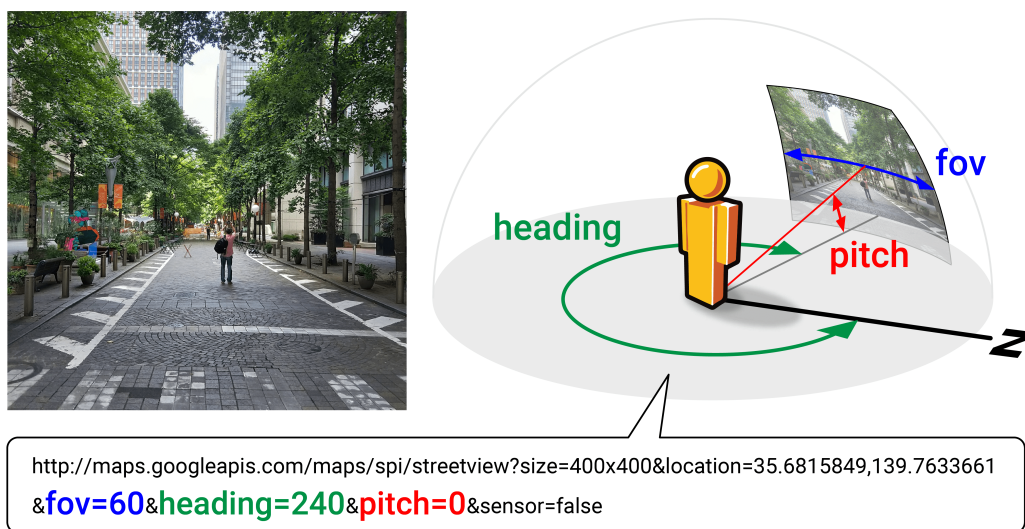 fov
heading
pitch
N
http://maps.googleapis.com/maps/spi/streetview?size=400x400&location=35.6815849,139.7633661
&fov=60&heading=240&pitch=0&sensor=false